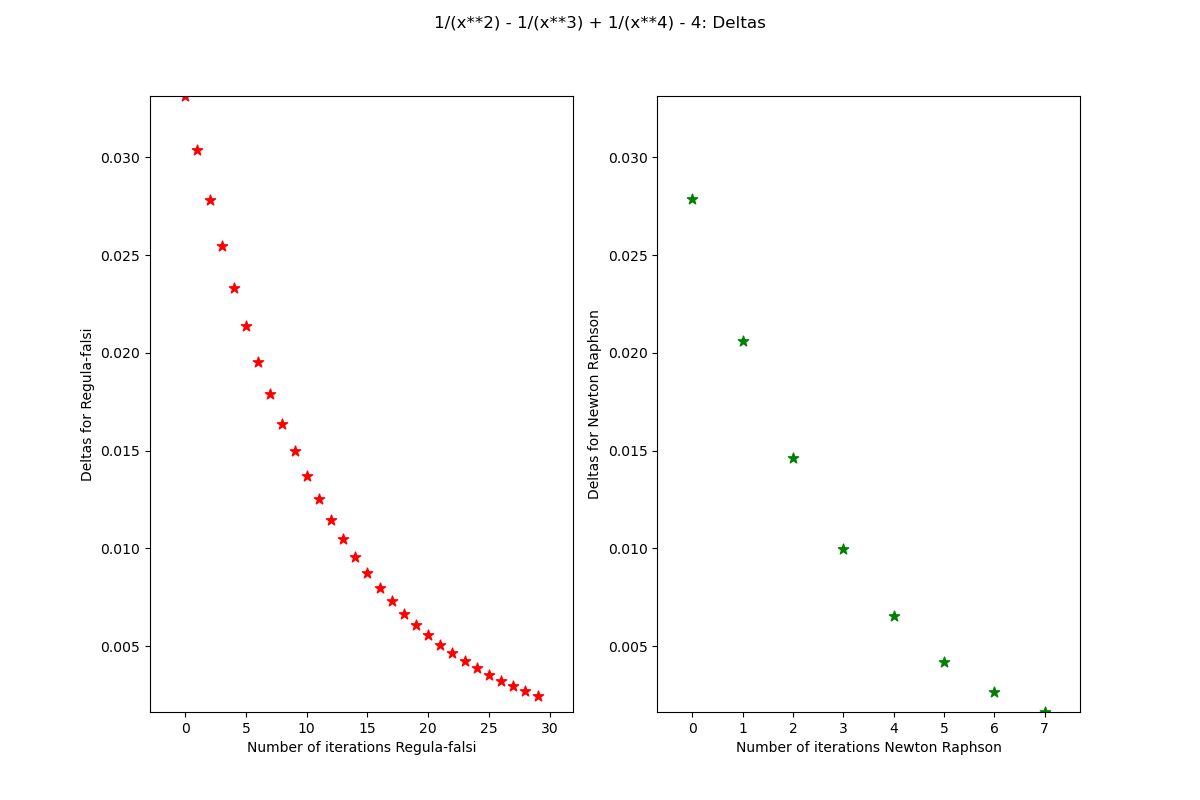 1/(x**2) - 1/(x**3) + 1/(x**4) - 4: Deltas
Deltas for Regula-falsi
0.030
0.025
0.020
0.015
0.010
0.005
0 5 10 15 20 25 30
Number of iterations Regula-falsi
Deltas for Newton Raphson
0.030
0.025
0.020
0.015
0.010
0.005
0 1 2 3 4 5 6 7
Number of iterations Newton Raphson